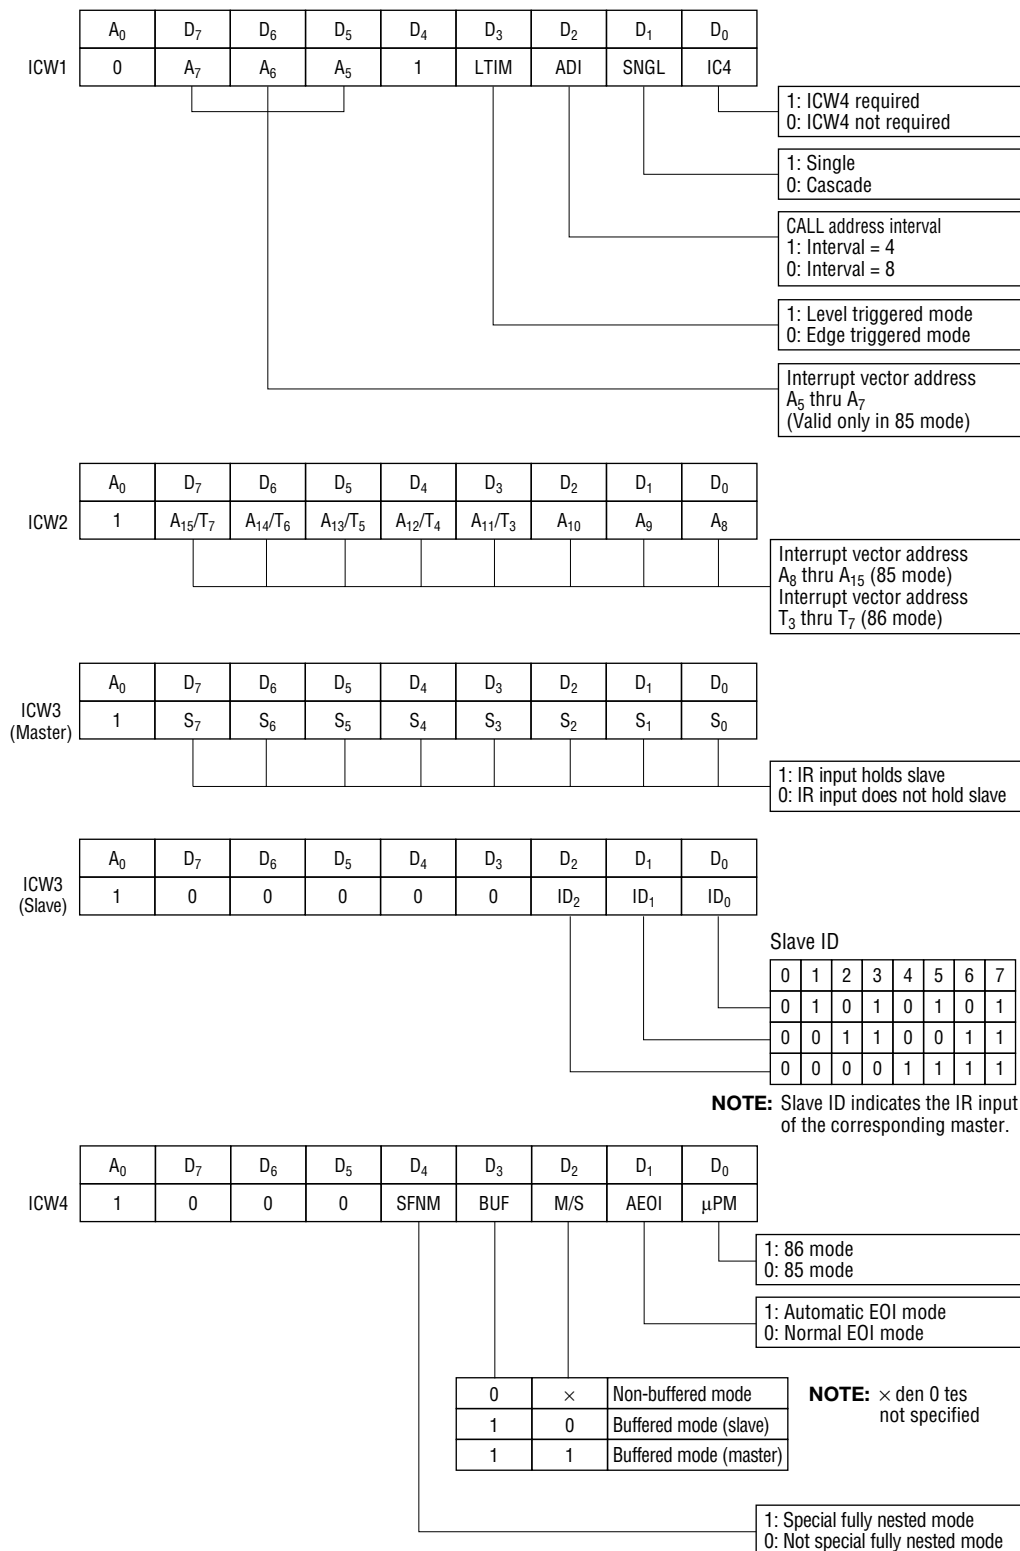 A₀ D₇ D₆ D₅ D₄ D₃ D₂ D₁ D₀
ICW1 0 A₇ A₆ A₅ 1 LTIM ADI SNGL IC4
1: ICW4 required
0: ICW4 not required
1: Single
0: Cascade
CALL address interval
1: Interval = 4
0: Interval = 8
1: Level triggered mode
0: Edge triggered mode
Interrupt vector address
A₅ thru A₇
(Valid only in 85 mode)
A₀ D₇ D₆ D₅ D₄ D₃ D₂ D₁ D₀
ICW2 1 A₁₅/T₇ A₁₄/T₆ A₁₃/T₅ A₁₂/T₄ A₁₁/T₃ A₁₀ A₉ A₈
Interrupt vector address
A₈ thru A₁₅ (85 mode)
Interrupt vector address
T₃ thru T₇ (86 mode)
A₀ D₇ D₆ D₅ D₄ D₃ D₂ D₁ D₀
ICW3
(Master)
1 S₇ S₆ S₅ S₄ S₃ S₂ S₁ S₀
1: IR input holds slave
0: IR input does not hold slave
A₀ D₇ D₆ D₅ D₄ D₃ D₂ D₁ D₀
ICW3
(Slave)
1 0 0 0 0 0 ID₂ ID₁ ID₀
Slave ID
0 1 2 3 4 5 6 7
0 1 0 1 0 1 0 1
0 0 1 1 0 0 1 1
0 0 0 0 1 1 1 1
NOTE: Slave ID indicates the IR input
of the corresponding master.
A₀ D₇ D₆ D₅ D₄ D₃ D₂ D₁ D₀
ICW4 1 0 0 0 SFNM BUF M/S AEOI μPM
1: 86 mode
0: 85 mode
1: Automatic EOI mode
0: Normal EOI mode
0 × Non-buffered mode
1 0 Buffered mode (slave)
1 1 Buffered mode (master)
NOTE: × den 0 tes
not specified
1: Special fully nested mode
0: Not special fully nested mode